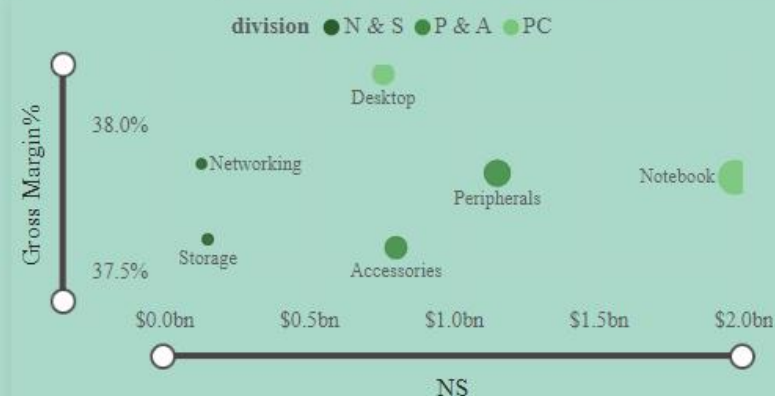 division N & S P & A PC
Gross Margin%
38.0%
37.5%
Desktop
Networking
Peripherals
Notebook
Storage
Accessories
$0.0bn $0.5bn $1.0bn $1.5bn $2.0bn
NS